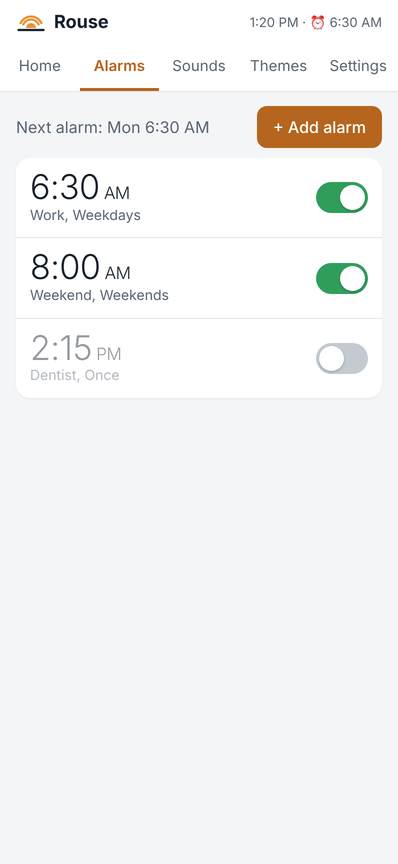 Rouse
1:20 PM · ⏰ 6:30 AM
Home Alarms Sounds Themes Settings
Next alarm: Mon 6:30 AM
+ Add alarm
6:30 AM
Work, Weekdays
8:00 AM
Weekend, Weekends
2:15 PM
Dentist, Once